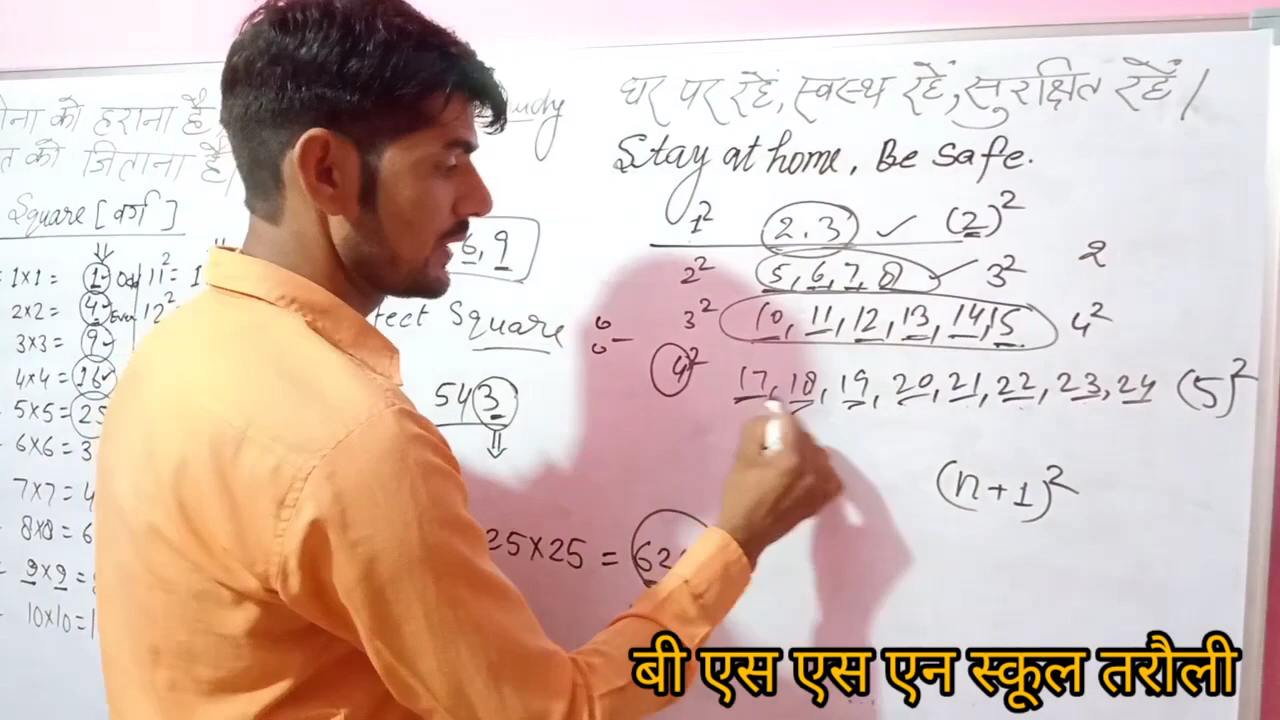 को हराना है
को जिताना है।
Square [वर्ग]
1x1 = 1 Odd 11² =
2x2 = 4 Even 12²
3x3 = 9
4x4 = 16
5x5 = 25
6x6 = 3
7x7 = 4
8x8 = 6
9x9 =
10x10 = 1
6, 9
Square
543
25x25 = 62
घर पर रहें, स्वस्थ रहें, सुरक्षित रहें।
Stay at home, Be Safe.
1² 2, 3 ✓ (2)²
2² 5, 6, 7, 8 ✓ 3² 2
3² 10, 11, 12, 13, 14, 15 4²
4² 17, 18, 19, 20, 21, 22, 23, 24 (5)²
(n+1)²
बी एस एस एन स्कूल तरौली